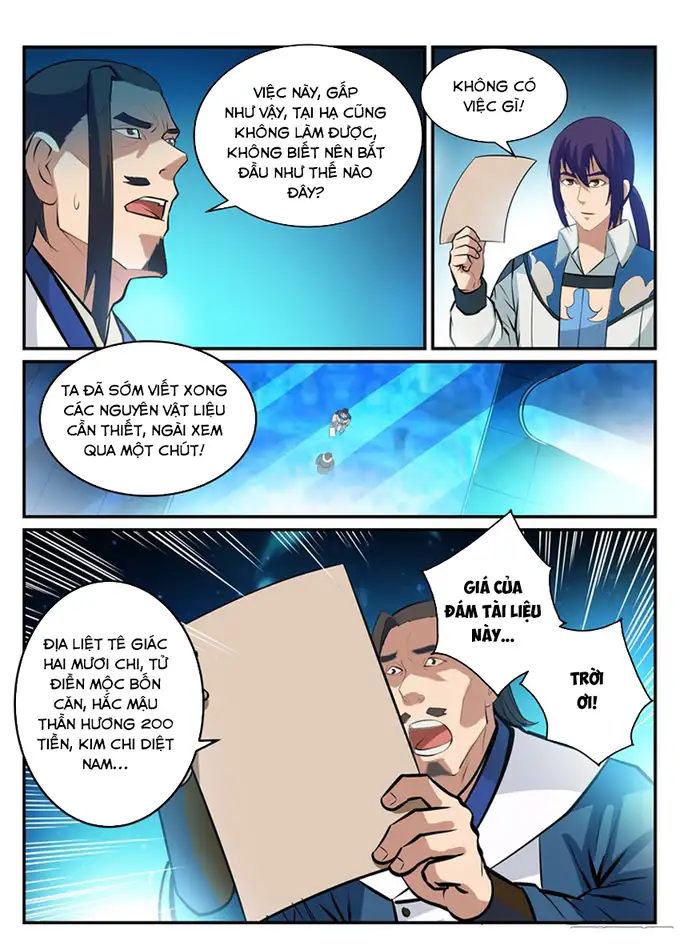 VIỆC NÀY, GẤP
NHƯ VẬY, TẠI HẠ CŨNG
KHÔNG LÀM ĐƯỢC,
KHÔNG BIẾT NÊN BẮT
ĐẦU NHƯ THẾ NÀO
ĐÂY?
KHÔNG CÓ
VIỆC GÌ!
TA ĐÃ SỚM VIẾT XONG
CÁC NGUYÊN VẬT LIỆU
CẦN THIẾT, NGÀI XEM
QUA MỘT CHÚT!
GIÁ CỦA
ĐÁM TÀI LIỆU
NÀY...
TRỜI
ƠI!
ĐỊA LIỆT TÊ GIÁC
HAI MƯƠI CHI, TỬ
ĐIỀN MỘC BỐN
CĂN, HẮC MẬU
THẦN HƯƠNG 200
TIỀN, KIM CHI DIỆT
NAM...